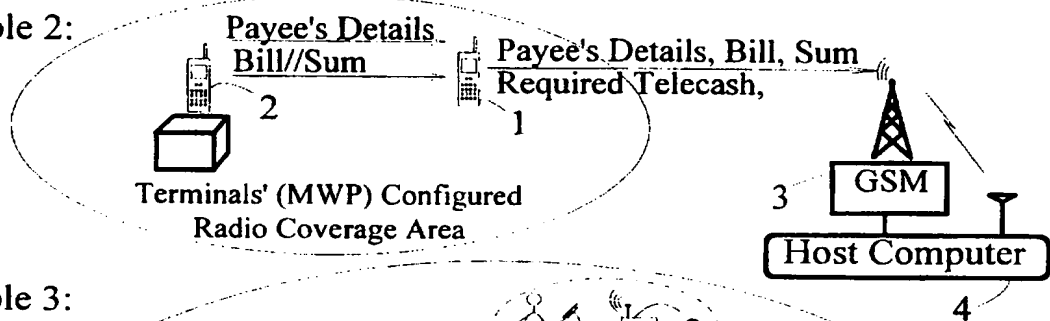 ple 2:
Payee's Details
Bill//Sum
Payee's Details, Bill, Sum
Required Telecash,
2
1
Terminals' (MWP) Configured
Radio Coverage Area
3
GSM
Host Computer
4
ple 3: